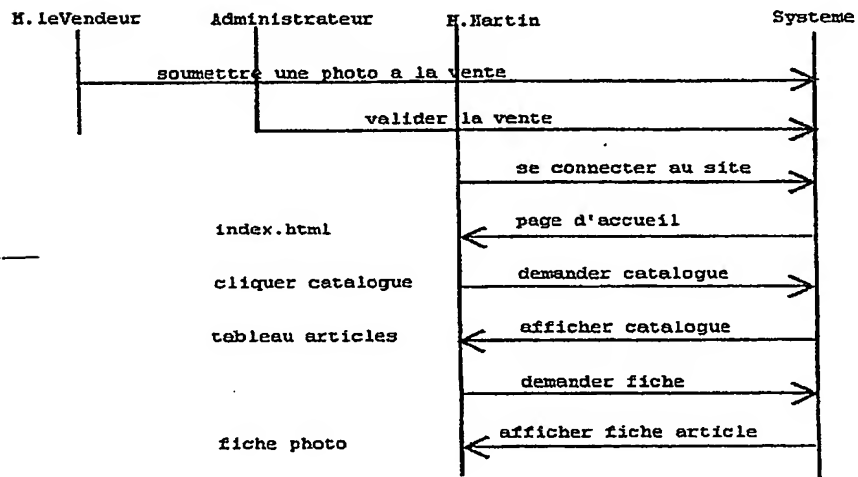 M.leVendeur Administrateur M.Martin Systeme
soumettre une photo a la vente
valider la vente
se connecter au site
index.html page d'accueil
cliquer catalogue demander catalogue
tableau articles afficher catalogue
demander fiche
fiche photo afficher fiche article